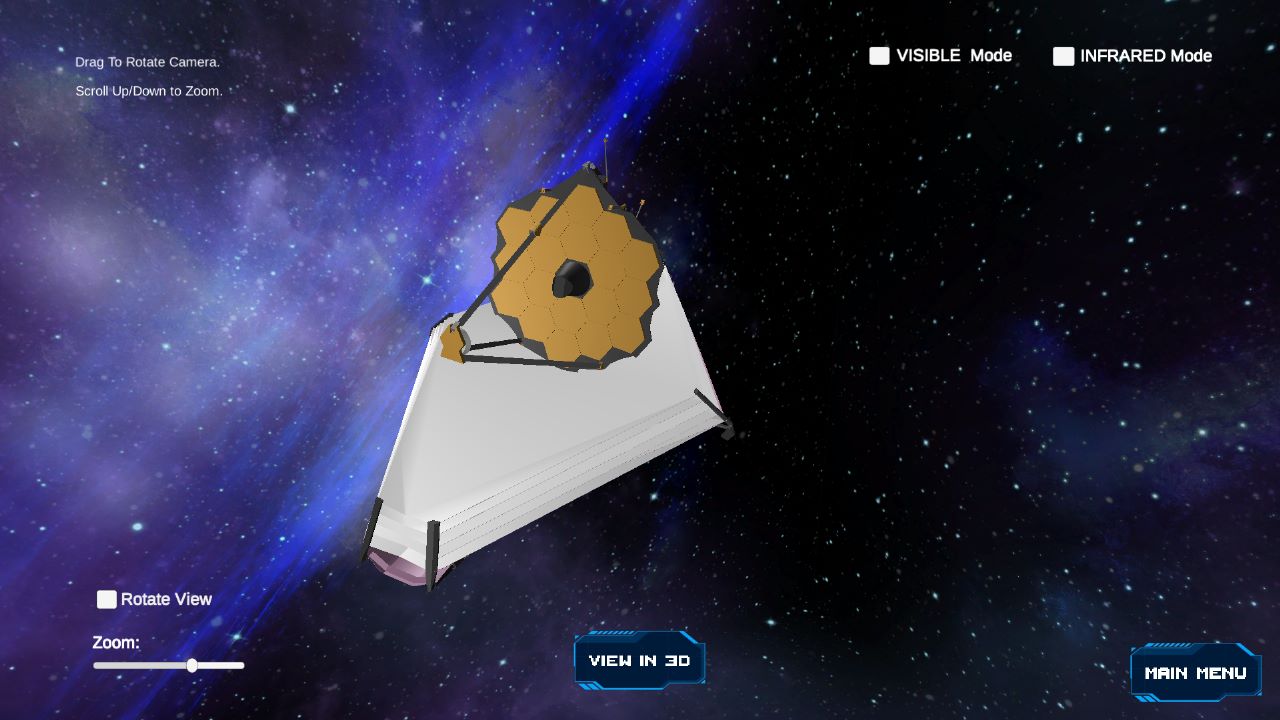 Drag To Rotate Camera.
Scroll Up/Down to Zoom.
VISIBLE  Mode
INFRARED Mode
Rotate View
Zoom:
VIEW IN 3D
MAIN MENU